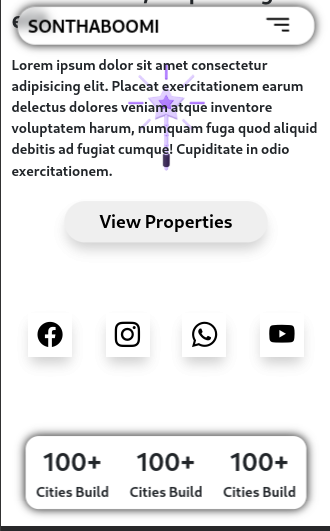 SONTHABOOMI
Lorem ipsum dolor sit amet consectetur
adipisicing elit. Placeat exercitationem earum
delectus dolores veniam atque inventore
voluptatem harum, numquam fuga quod aliquid
debitis ad fugiat cumque! Cupiditate in odio
exercitationem.
View Properties
100+ 100+ 100+
Cities Build Cities Build Cities Build